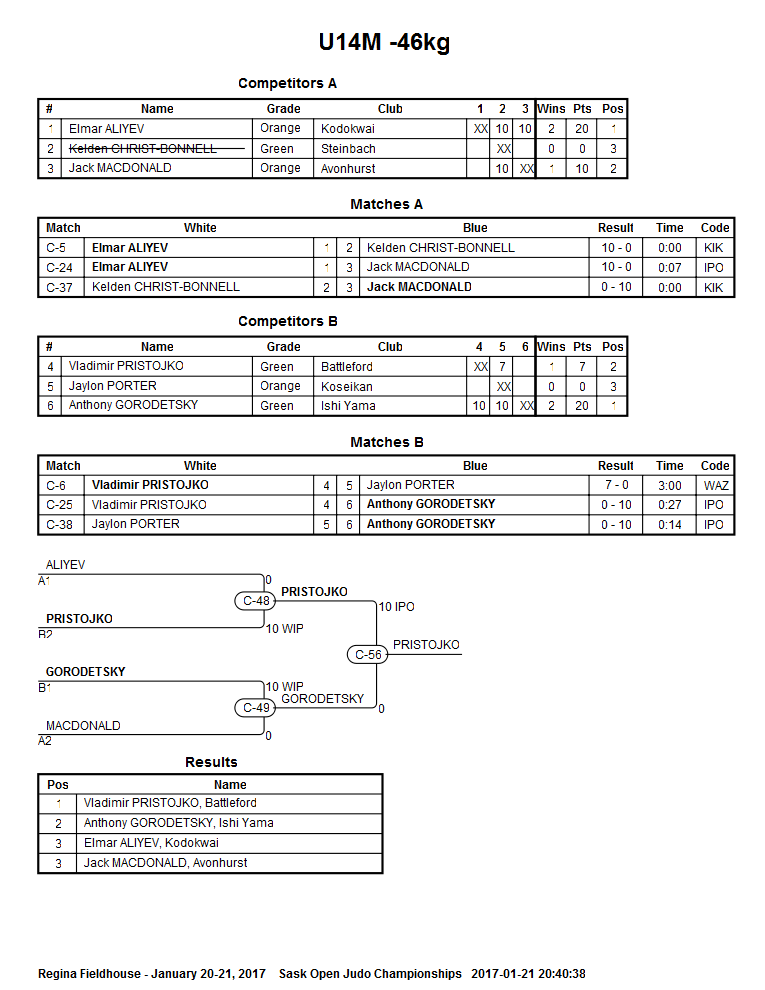 U14M -46kg
Competitors A
# Name Grade Club 1 2 3 Wins Pts Pos
1 Elmar ALIYEV Orange Kodokwai XX 10 10 2 20 1
2 Kelden CHRIST-BONNELL Green Steinbach XX 0 0 3
3 Jack MACDONALD Orange Avonhurst 10 XX 1 10 2
Matches A
Match White Blue Result Time Code
C-5 Elmar ALIYEV 1 2 Kelden CHRIST-BONNELL 10 - 0 0:00 KIK
C-24 Elmar ALIYEV 1 3 Jack MACDONALD 10 - 0 0:07 IPO
C-37 Kelden CHRIST-BONNELL 2 3 Jack MACDONALD 0 - 10 0:00 KIK
Competitors B
# Name Grade Club 4 5 6 Wins Pts Pos
4 Vladimir PRISTOJKO Green Battleford XX 7 1 7 2
5 Jaylon PORTER Orange Koseikan XX 0 0 3
6 Anthony GORODETSKY Green Ishi Yama 10 10 XX 2 20 1
Matches B
Match White Blue Result Time Code
C-6 Vladimir PRISTOJKO 4 5 Jaylon PORTER 7 - 0 3:00 WAZ
C-25 Vladimir PRISTOJKO 4 6 Anthony GORODETSKY 0 - 10 0:27 IPO
C-38 Jaylon PORTER 5 6 Anthony GORODETSKY 0 - 10 0:14 IPO
ALIYEV
A1 0
PRISTOJKO
C-48
10 IPO
PRISTOJKO
B2 10 WIP
PRISTOJKO
C-56
GORODETSKY
B1 10 WIP
GORODETSKY
C-49 0
MACDONALD
A2 0
Results
Pos Name
1 Vladimir PRISTOJKO, Battleford
2 Anthony GORODETSKY, Ishi Yama
3 Elmar ALIYEV, Kodokwai
3 Jack MACDONALD, Avonhurst
Regina Fieldhouse - January 20-21, 2017 Sask Open Judo Championships 2017-01-21 20:40:38